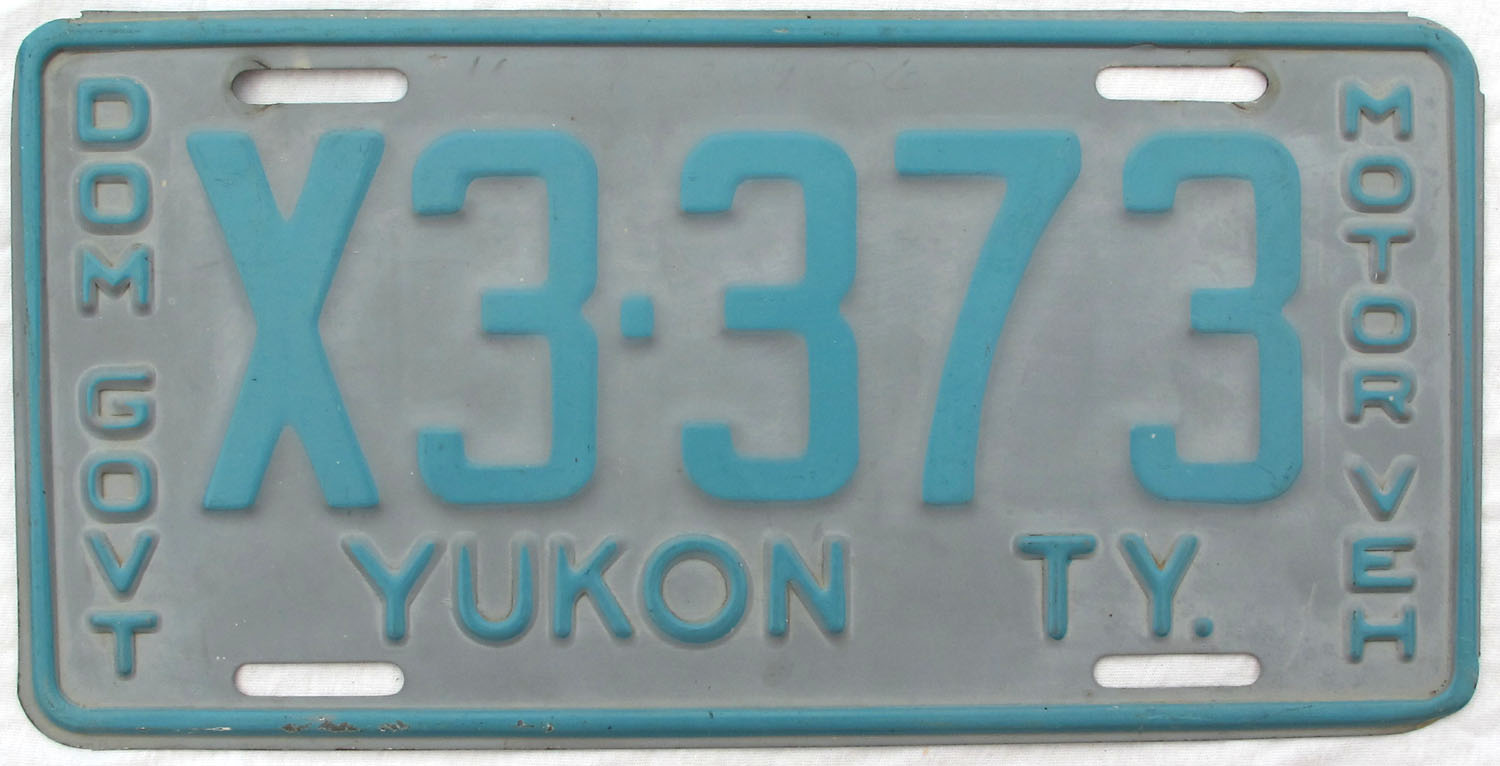 DOM GOVT
X3·373
MOTOR VEH
YUKON TY.